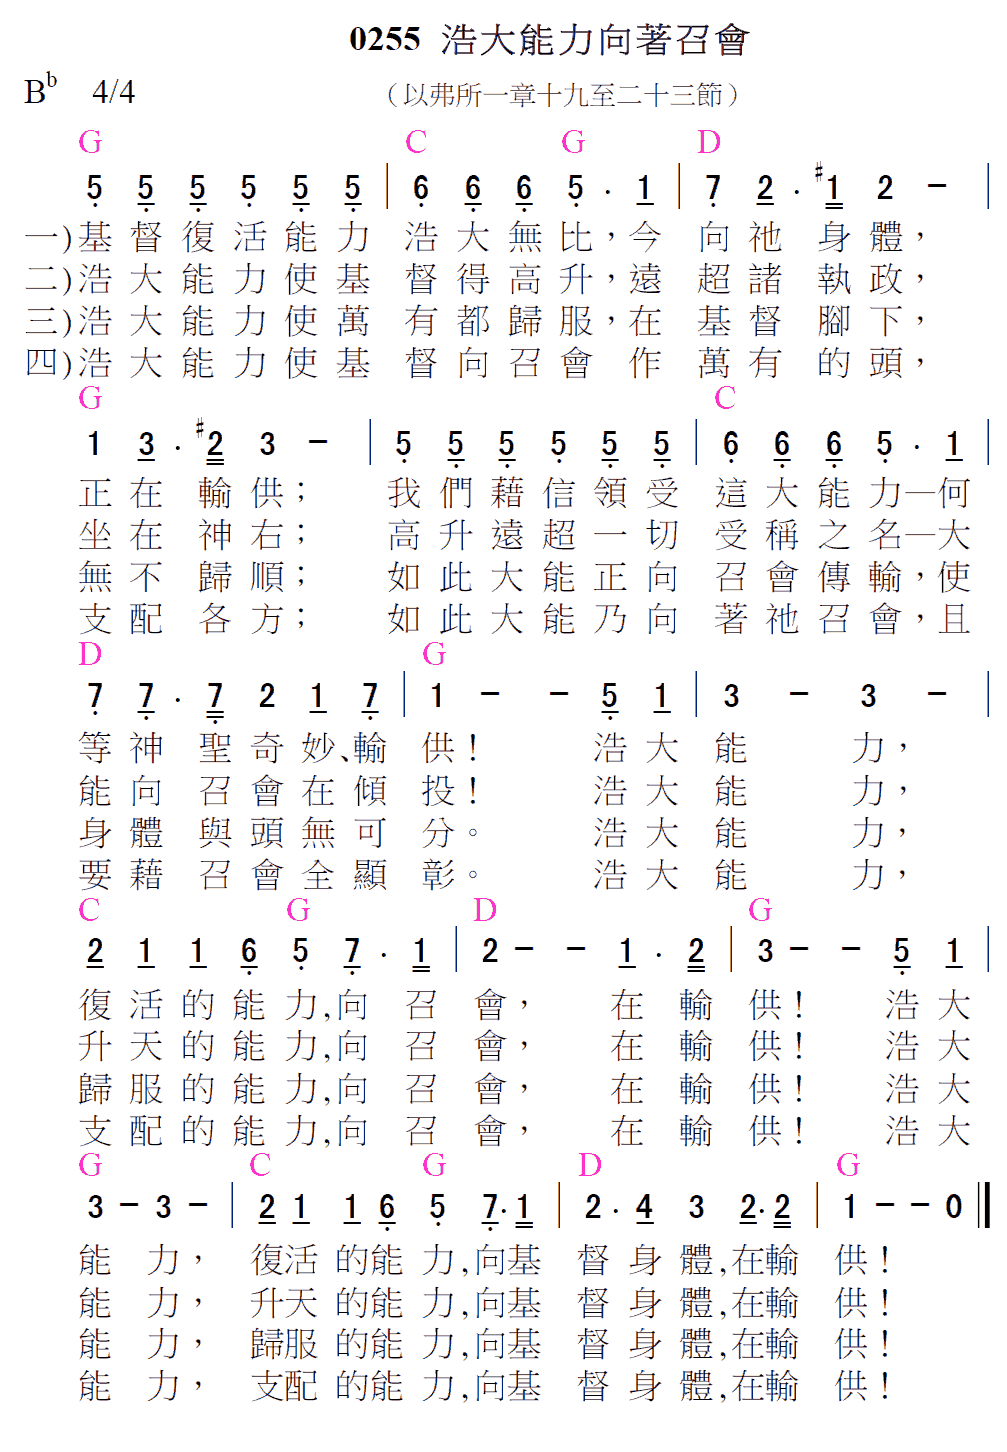 0255 浩大能力向著召會
B♭ 4/4 （以弗所一章十九至二十三節）
G C G D
5 5 5 5 5 5 | 6 6 6 5 · 1 | 7 2 · #1 2 － |
一)基督復活能力 浩大無比，今 向祂身體，
二)浩大能力使基 督得高升，遠 超諸執政，
三)浩大能力使萬 有都歸服，在 基督腳下，
四)浩大能力使基 督向召會 作 萬有的頭，
G C
1 3 · #2 3 － | 5 5 5 5 5 5 | 6 6 6 5 · 1 |
正在輸供； 我們藉信領受 這大能力—何
坐在神右； 高升遠超一切 受稱之名—大
無不歸順； 如此大能正向 召會傳輸，使
支配各方； 如此大能乃向 著祂召會，且
D G
7 7 · 7 2 1 7 | 1 － － 5 1 | 3 － 3 － |
等神聖奇妙、輸 供！ 浩大 能 力，
能向召會在傾 投！ 浩大 能 力，
身體與頭無可 分。 浩大 能 力，
要藉召會全顯 彰。 浩大 能 力，
C G D G
2 1 1 6 5 7 · 1 | 2 － － 1 · 2 | 3 － － 5 1 |
復活的能力,向 召 會， 在 輸 供！ 浩大
升天的能力,向 召 會， 在 輸 供！ 浩大
歸服的能力,向 召 會， 在 輸 供！ 浩大
支配的能力,向 召 會， 在 輸 供！ 浩大
G C G D G
3 － 3 － | 2 1 1 6 5 7 · 1 | 2 · 4 3 2 · 2 | 1 － － 0 ‖
能 力， 復活的能力,向基 督身體,在輸 供！
能 力， 升天的能力,向基 督身體,在輸 供！
能 力， 歸服的能力,向基 督身體,在輸 供！
能 力， 支配的能力,向基 督身體,在輸 供！